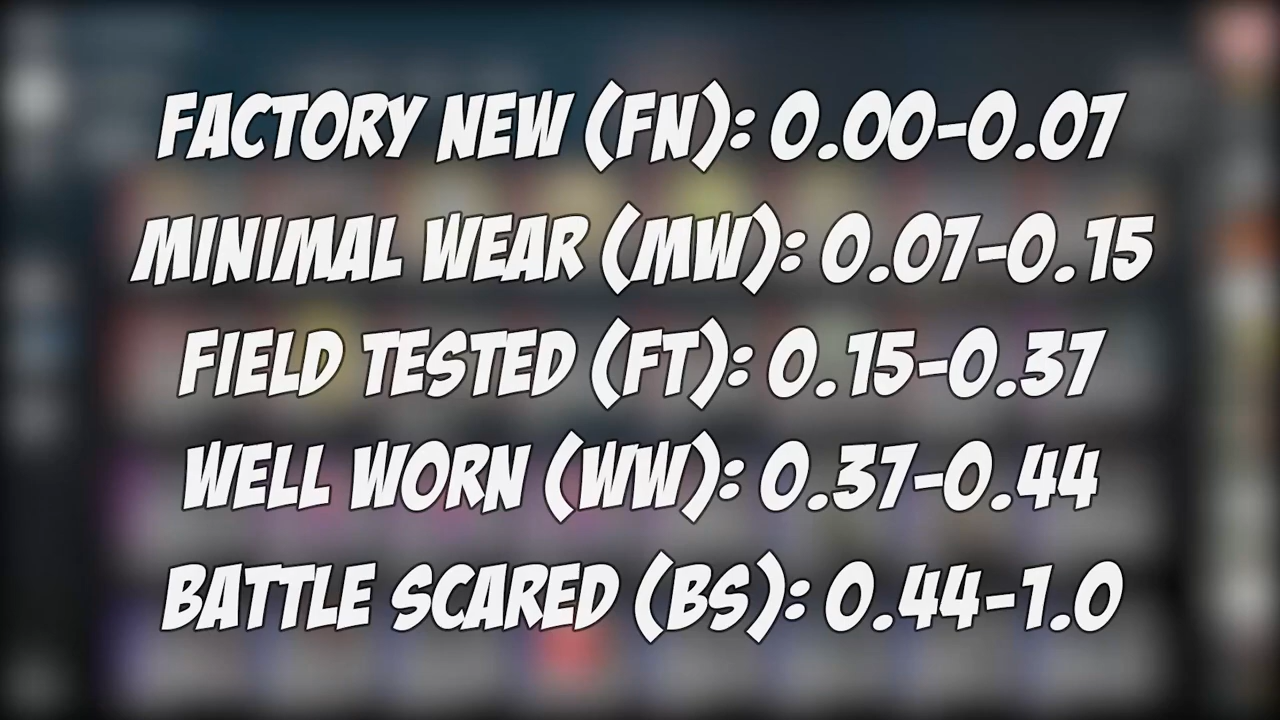 FACTORY NEW (FN): 0.00-0.07
MINIMAL WEAR (MW): 0.07-0.15
FIELD TESTED (FT): 0.15-0.37
WELL WORN (WW): 0.37-0.44
BATTLE SCARED (BS): 0.44-1.0